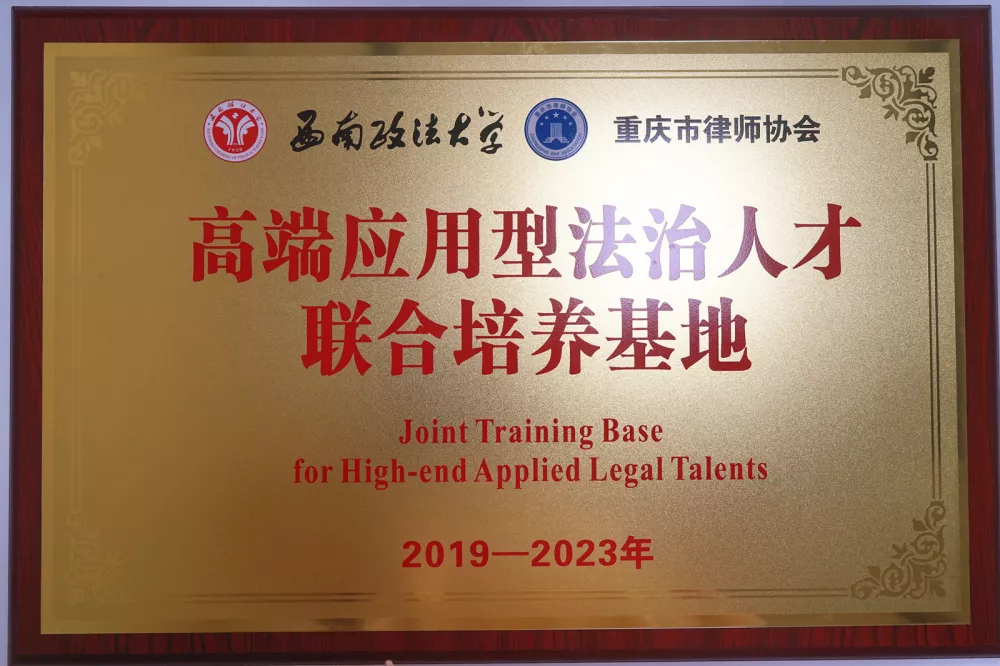 西南政法大学 重庆市律师协会
高端应用型法治人才
联合培养基地
Joint Training Base
for High-end Applied Legal Talents
2019—2023年